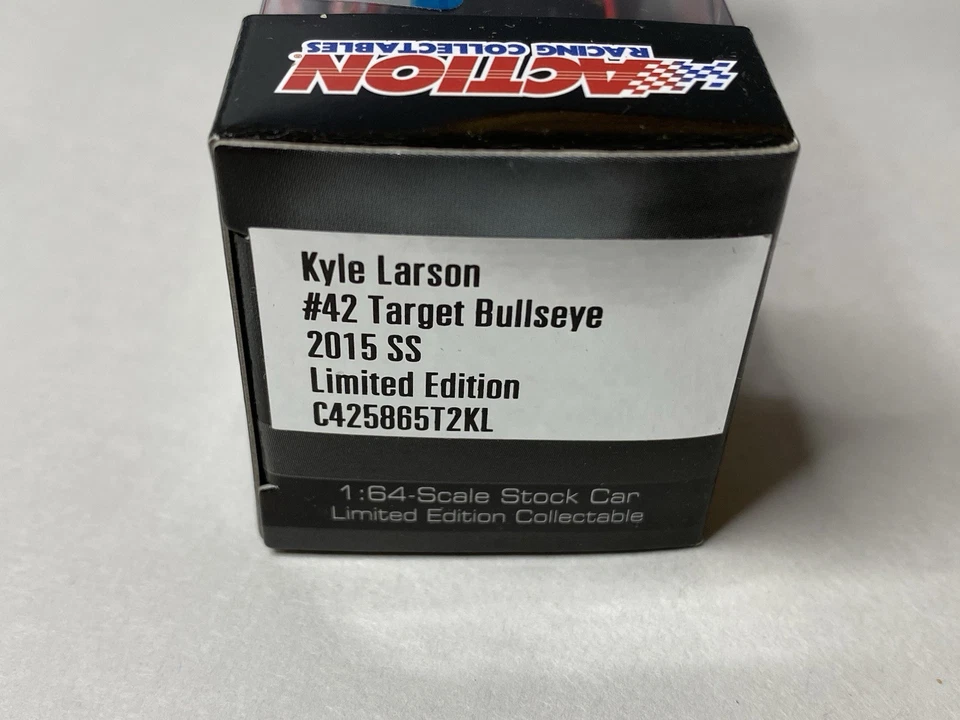 ACTION
RACING COLLECTABLES
Kyle Larson
#42 Target Bullseye
2015 SS
Limited Edition
C425865T2KL
1:64-Scale Stock Car
Limited Edition Collectable